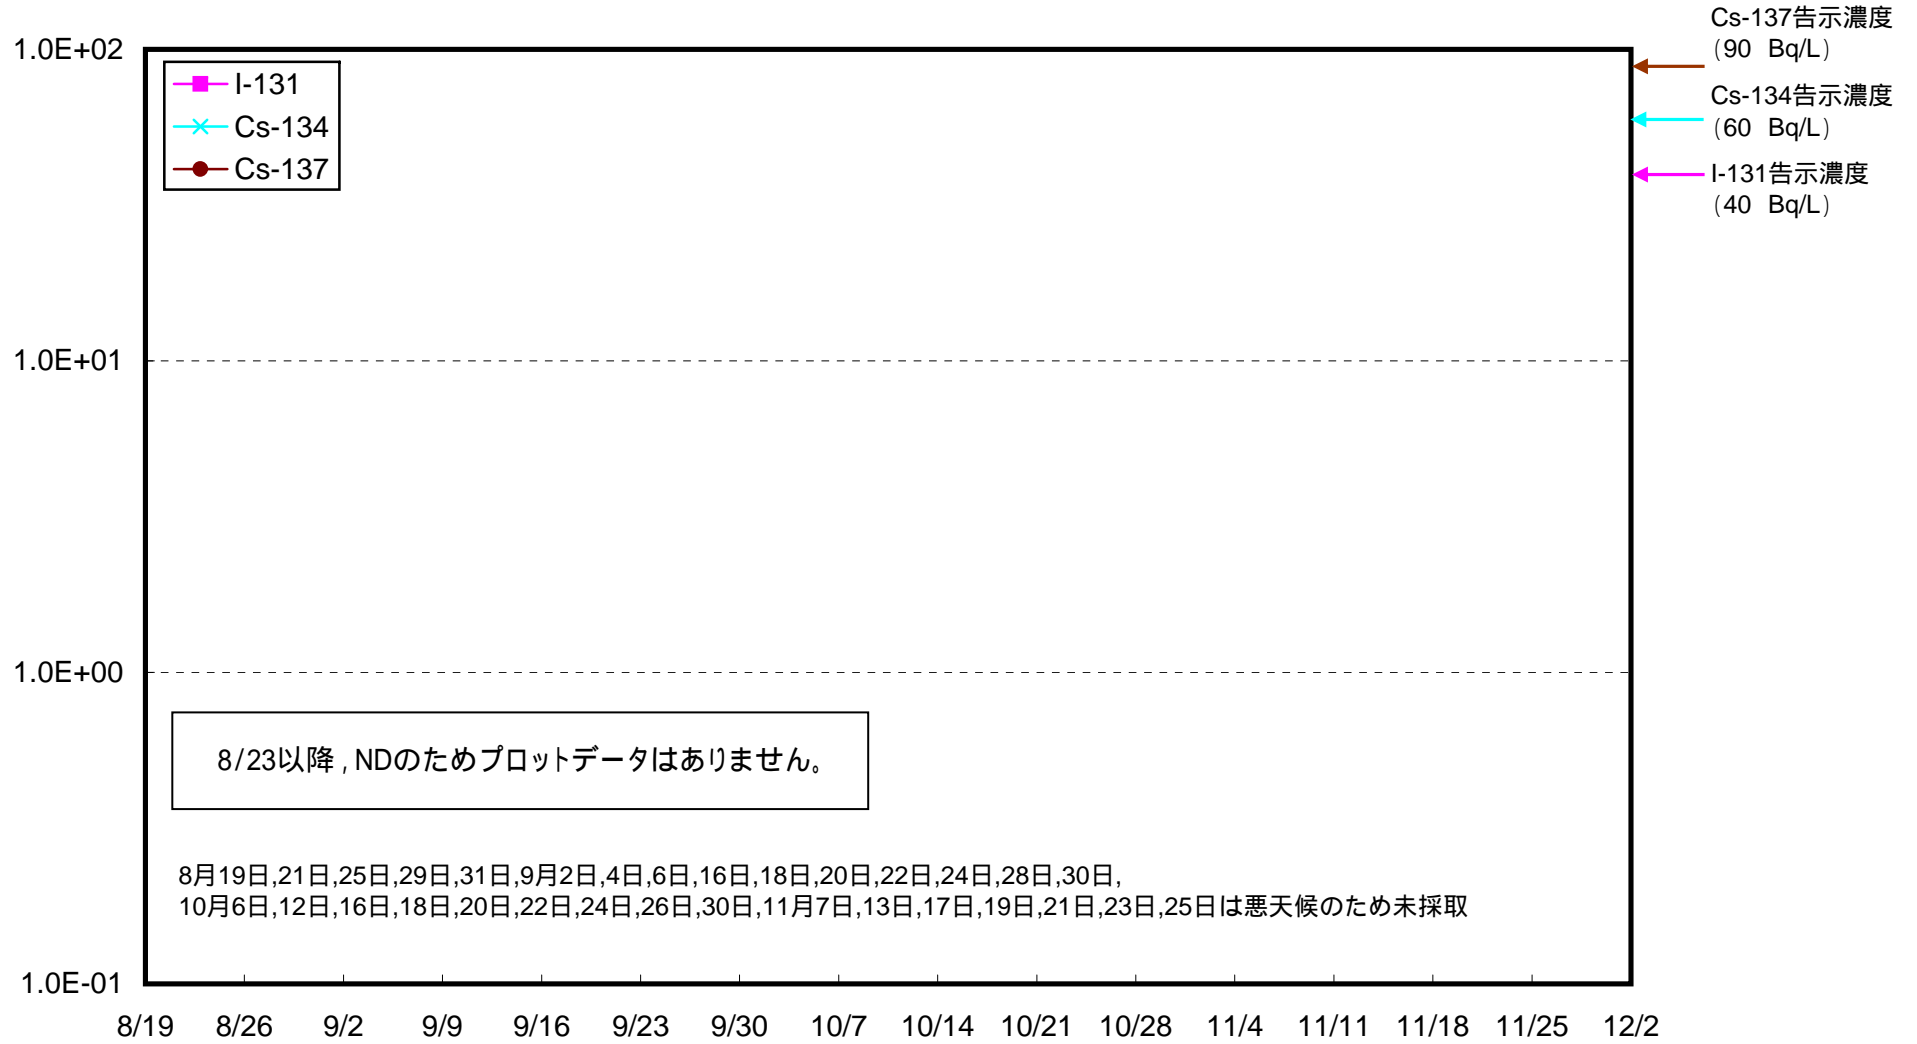 Cs-137告示濃度
(90 Bq/L)
Cs-134告示濃度
(60 Bq/L)
I-131告示濃度
(40 Bq/L)
1.0E+02
1.0E+01
1.0E+00
1.0E-01
I-131
Cs-134
Cs-137
8/23以降,NDのためプロットデータはありません。
8月19日,21日,25日,29日,31日,9月2日,4日,6日,16日,18日,20日,22日,24日,28日,30日,
10月6日,12日,16日,18日,20日,22日,24日,26日,30日,11月7日,13日,17日,19日,21日,23日,25日は悪天候のため未採取
8/19 8/26 9/2 9/9 9/16 9/23 9/30 10/7 10/14 10/21 10/28 11/4 11/11 11/18 11/25 12/2